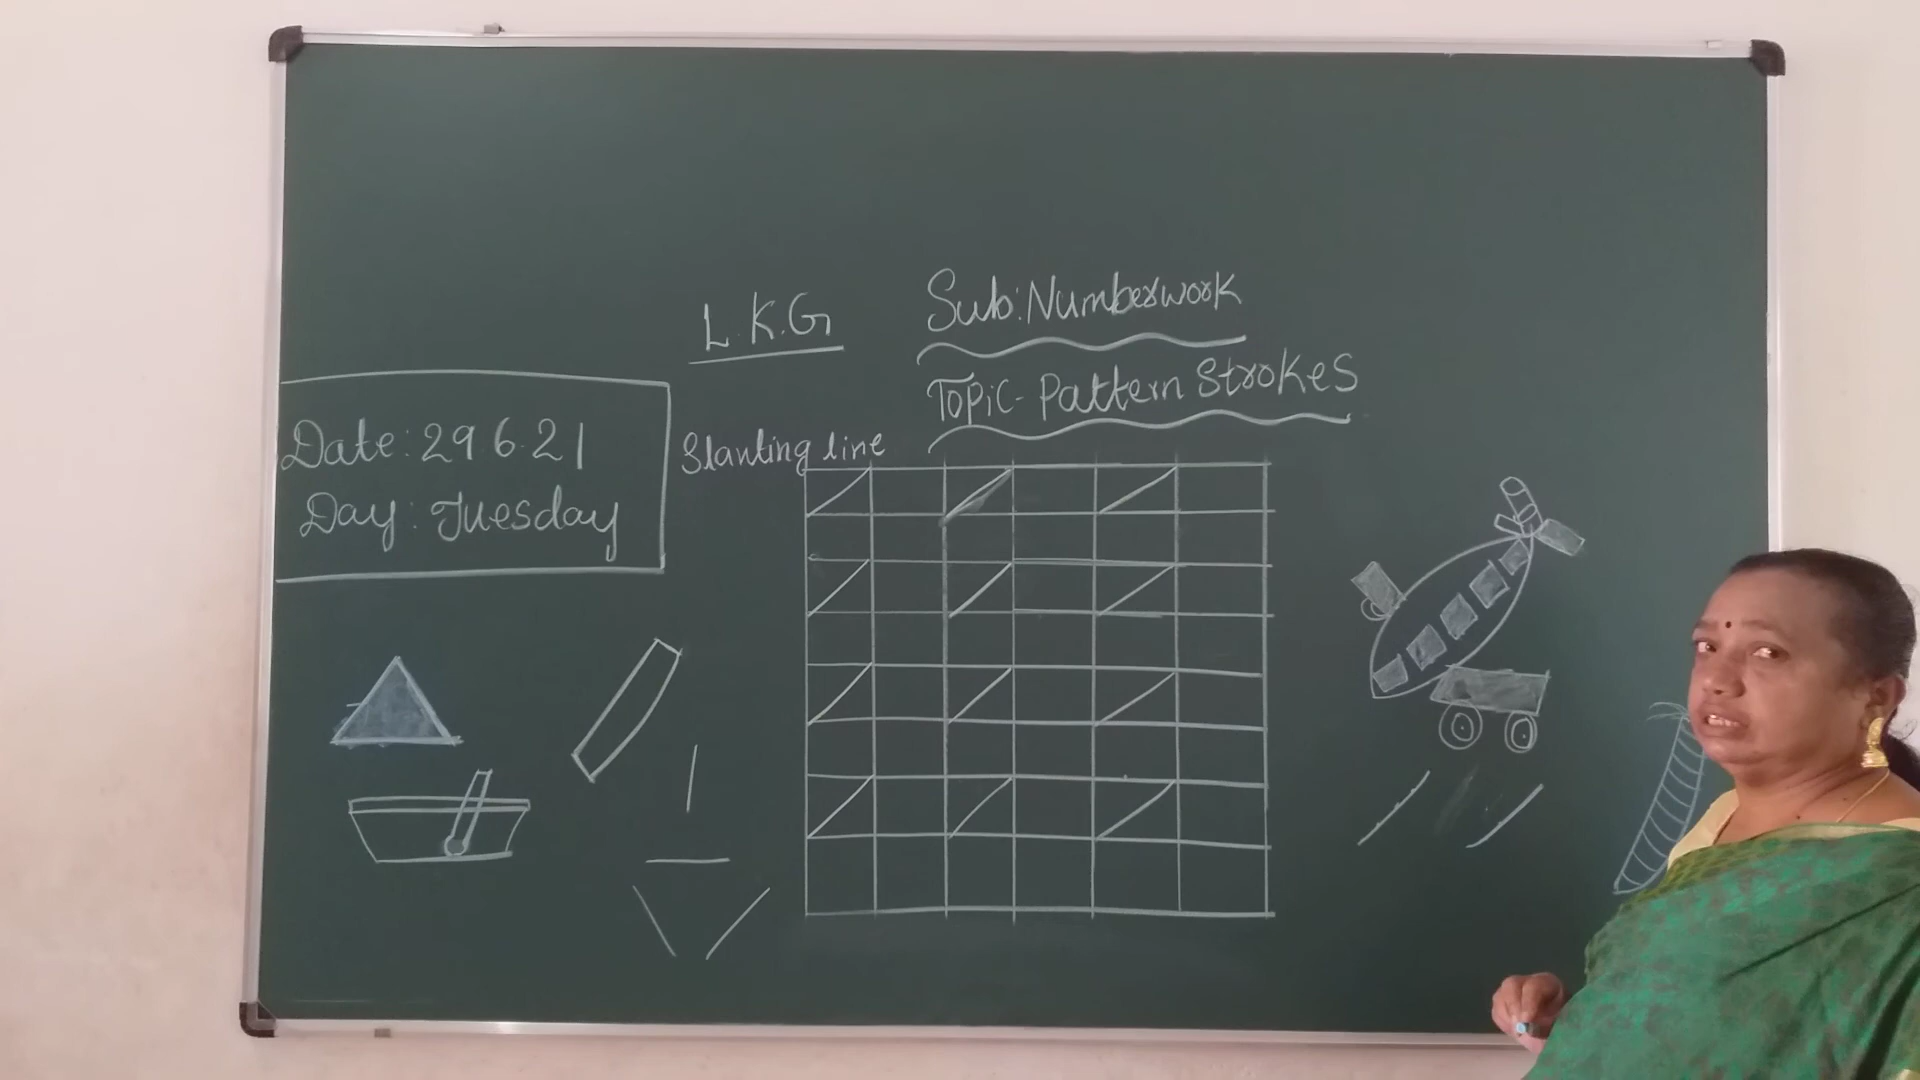 L.K.G
Sub: Numberwork
Topic- Pattern Strokes
Date: 29.6.21
Day: Tuesday
Slanting line